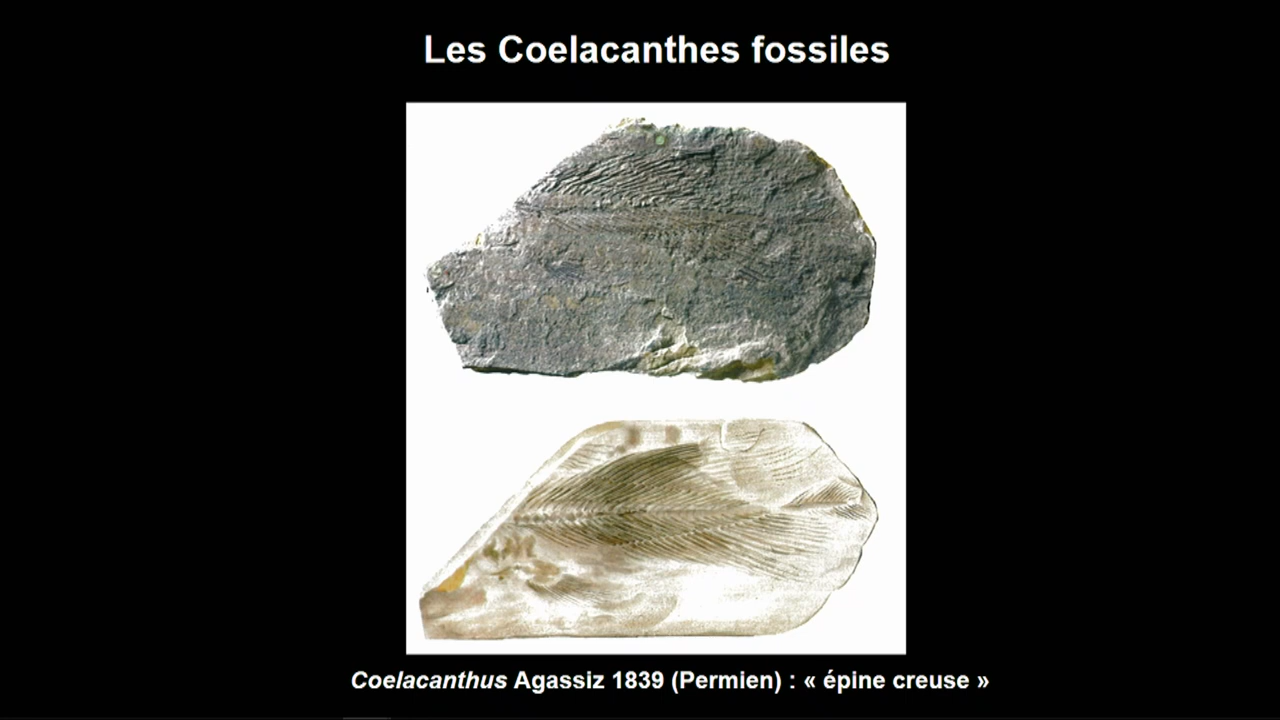 Les Coelacanthes fossiles
Coelacanthus Agassiz 1839 (Permien) : « épine creuse »